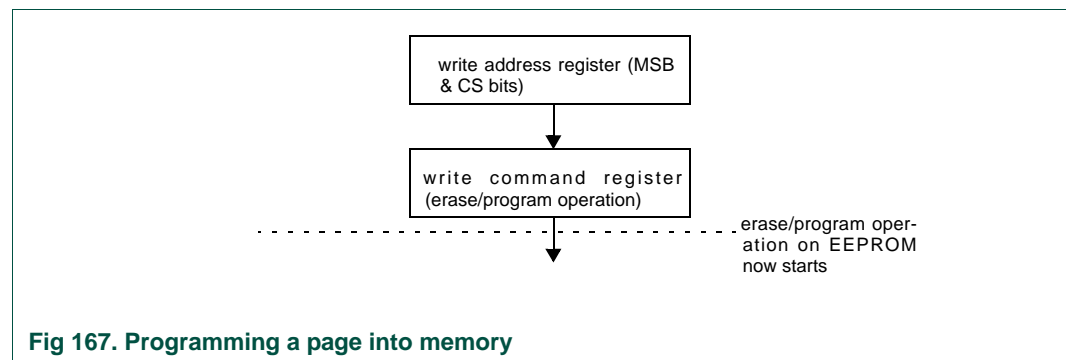 write address register (MSB
& CS bits)
write command register
(erase/program operation)
erase/program oper-
ation on EEPROM
now starts
Fig 167. Programming a page into memory